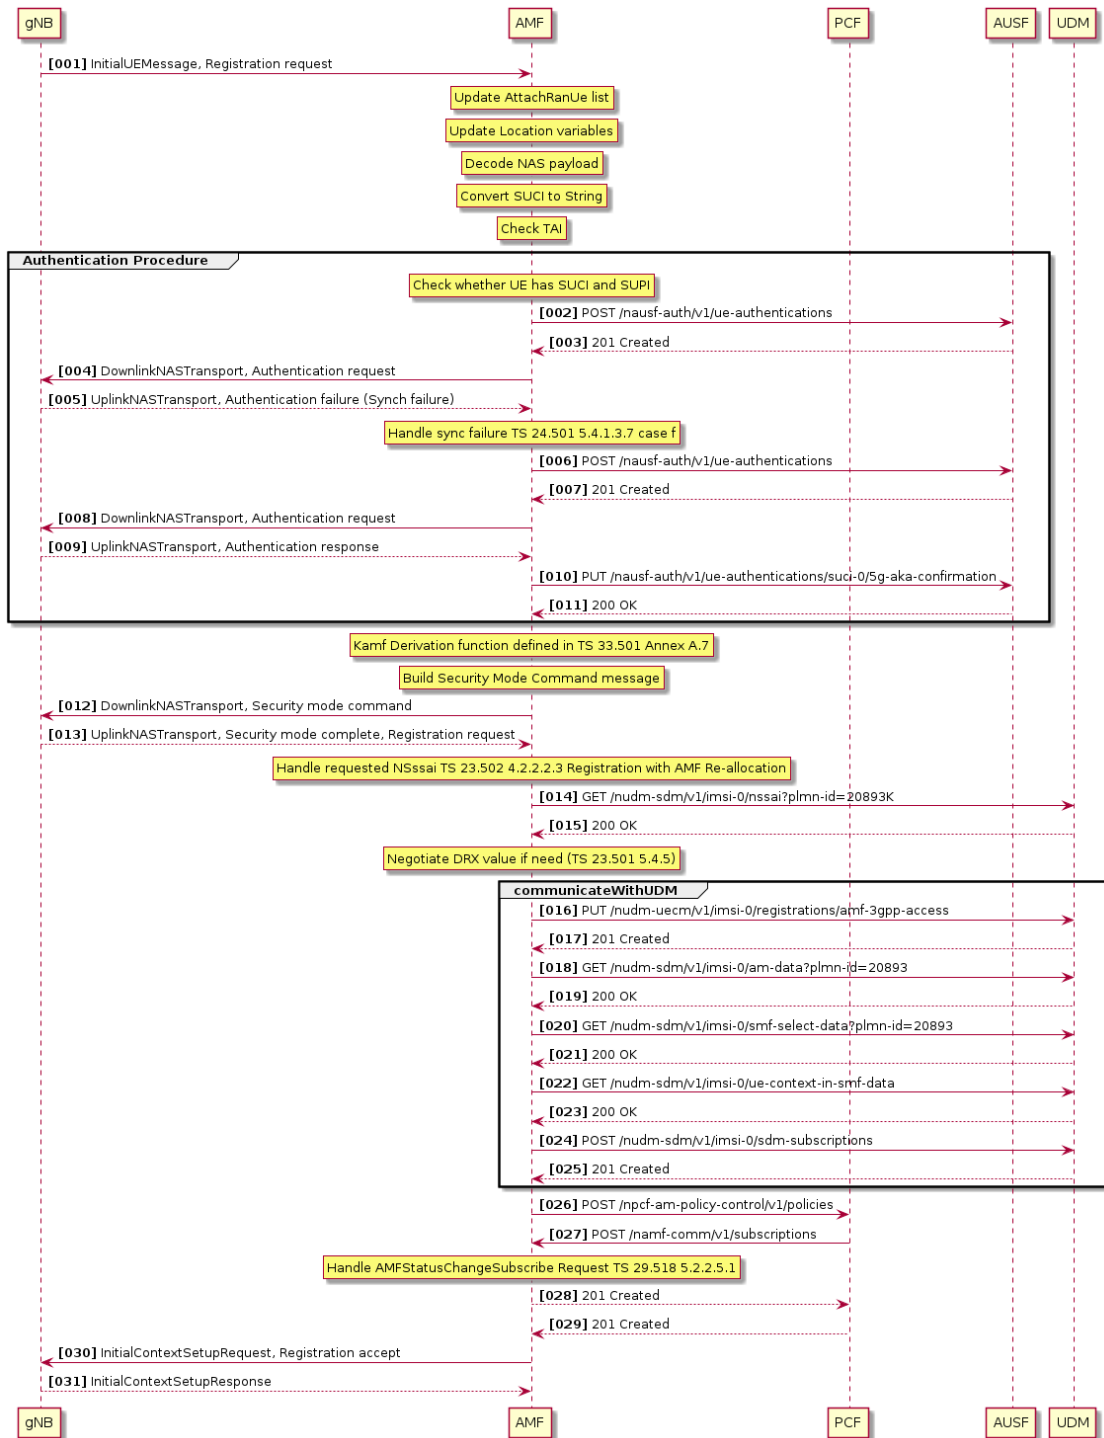 gNB AMF PCF AUSF UDM
[001] InitialUEMessage, Registration request
Update AttachRanUe list
Update Location variables
Decode NAS payload
Convert SUCI to String
Check TAI
Authentication Procedure
Check whether UE has SUCI and SUPI
[002] POST /nausf-auth/v1/ue-authentications
[003] 201 Created
[004] DownlinkNASTransport, Authentication request
[005] UplinkNASTransport, Authentication failure (Synch failure)
Handle sync failure TS 24.501 5.4.1.3.7 case f
[006] POST /nausf-auth/v1/ue-authentications
[007] 201 Created
[008] DownlinkNASTransport, Authentication request
[009] UplinkNASTransport, Authentication response
[010] PUT /nausf-auth/v1/ue-authentications/suci-0/5g-aka-confirmation
[011] 200 OK
Kamf Derivation function defined in TS 33.501 Annex A.7
Build Security Mode Command message
[012] DownlinkNASTransport, Security mode command
[013] UplinkNASTransport, Security mode complete, Registration request
Handle requested NSssai TS 23.502 4.2.2.2.3 Registration with AMF Re-allocation
[014] GET /nudm-sdm/v1/imsi-0/nssai?plmn-id=20893K
[015] 200 OK
Negotiate DRX value if need (TS 23.501 5.4.5)
communicateWithUDM
[016] PUT /nudm-uecm/v1/imsi-0/registrations/amf-3gpp-access
[017] 201 Created
[018] GET /nudm-sdm/v1/imsi-0/am-data?plmn-id=20893
[019] 200 OK
[020] GET /nudm-sdm/v1/imsi-0/smf-select-data?plmn-id=20893
[021] 200 OK
[022] GET /nudm-sdm/v1/imsi-0/ue-context-in-smf-data
[023] 200 OK
[024] POST /nudm-sdm/v1/imsi-0/sdm-subscriptions
[025] 201 Created
[026] POST /npcf-am-policy-control/v1/policies
[027] POST /namf-comm/v1/subscriptions
Handle AMFStatusChangeSubscribe Request TS 29.518 5.2.2.5.1
[028] 201 Created
[029] 201 Created
[030] InitialContextSetupRequest, Registration accept
[031] InitialContextSetupResponse
gNB AMF PCF AUSF UDM